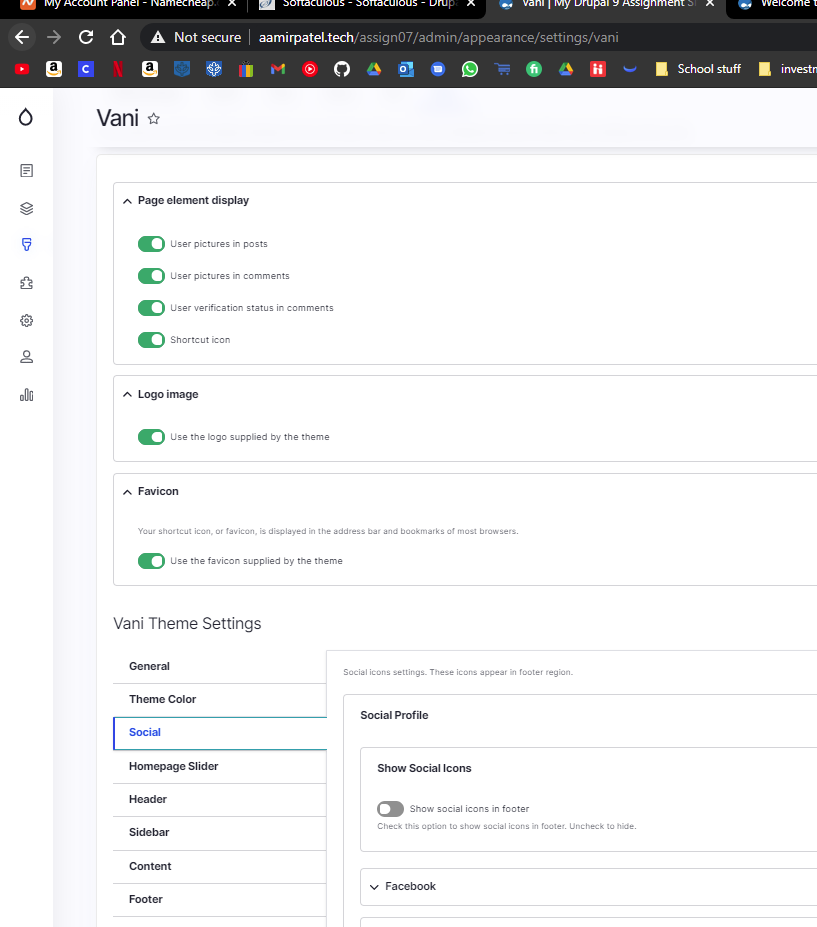 My Account Panel - Namecheap.
Softaculous - Softaculous - Drup
Vani | My Drupal 9 Assignment S
Welcome t
Not secure
aamirpatel.tech/assign07/admin/appearance/settings/vani
School stuff
investm
Vani
Page element display
User pictures in posts
User pictures in comments
User verification status in comments
Shortcut icon
Logo image
Use the logo supplied by the theme
Favicon
Your shortcut icon, or favicon, is displayed in the address bar and bookmarks of most browsers.
Use the favicon supplied by the theme
Vani Theme Settings
General
Theme Color
Social
Homepage Slider
Header
Sidebar
Content
Footer
Social icons settings. These icons appear in footer region.
Social Profile
Show Social Icons
Show social icons in footer
Check this option to show social icons in footer. Uncheck to hide.
Facebook